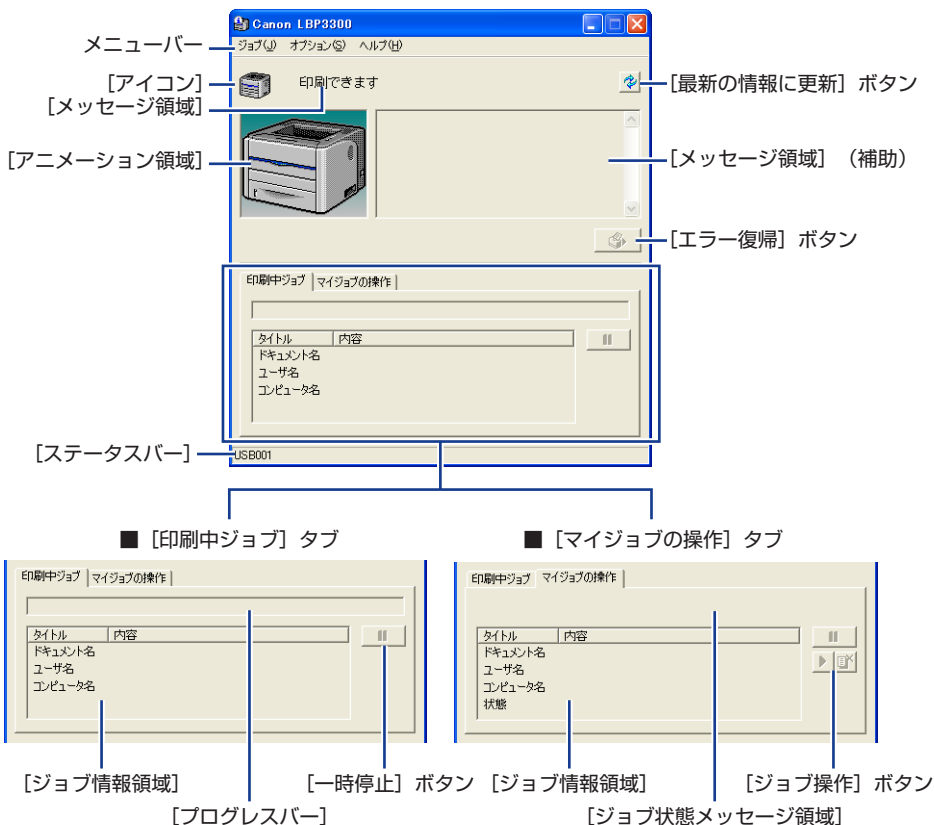 Canon LBP3300
メニューバー
ジョブ(J) オプション(S) ヘルプ(H)
[アイコン]
印刷できます
[最新の情報に更新] ボタン
[メッセージ領域]
[アニメーション領域]
[メッセージ領域] (補助)
[エラー復帰] ボタン
印刷中ジョブ マイジョブの操作
タイトル 内容
ドキュメント名
ユーザ名
コンピュータ名
[ステータスバー]
USB001
■ [印刷中ジョブ] タブ
■ [マイジョブの操作] タブ
印刷中ジョブ マイジョブの操作
タイトル 内容
ドキュメント名
ユーザ名
コンピュータ名
印刷中ジョブ マイジョブの操作
タイトル 内容
ドキュメント名
ユーザ名
コンピュータ名
状態
[ジョブ情報領域]
[一時停止] ボタン
[ジョブ情報領域]
[ジョブ操作] ボタン
[プログレスバー]
[ジョブ状態メッセージ領域]